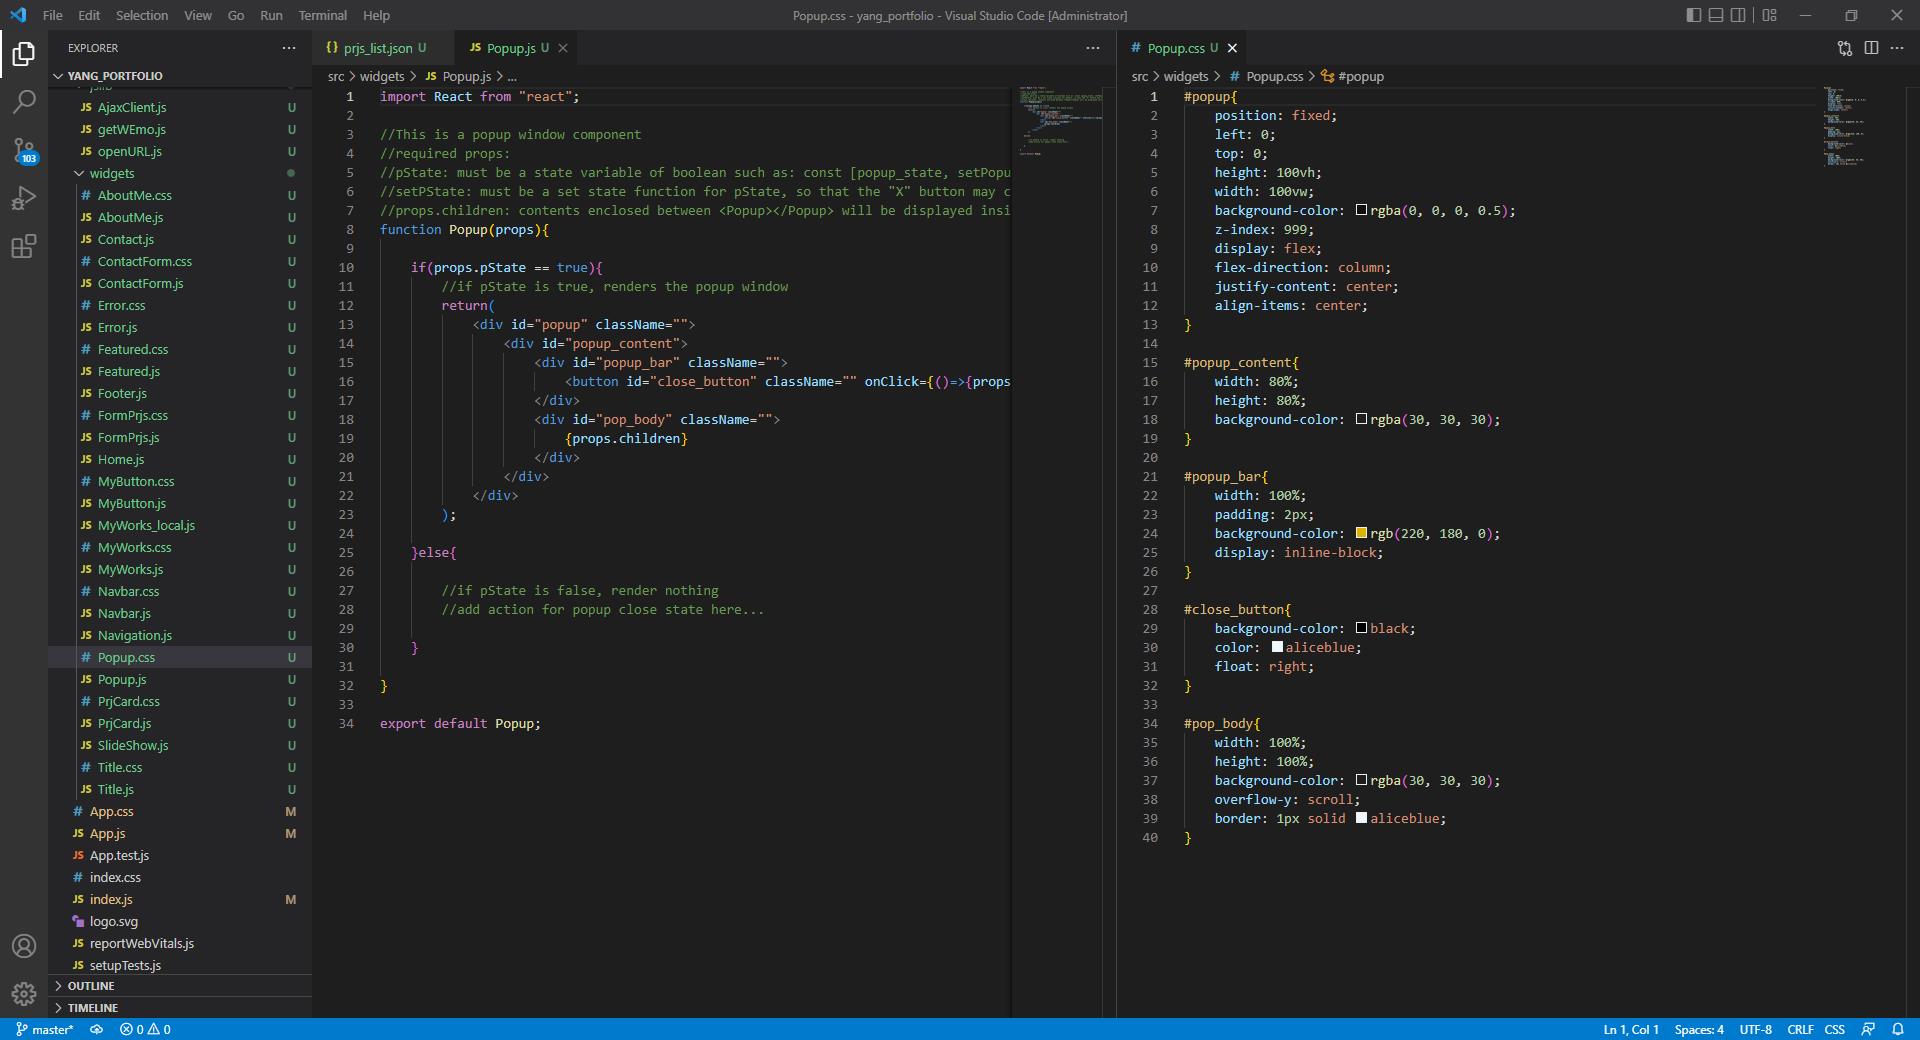 File Edit Selection View Go Run Terminal Help
Popup.css - yang_portfolio - Visual Studio Code [Administrator]
EXPLORER
YANG_PORTFOLIO
JS AjaxClient.js U
JS getWEmo.js U
JS openURL.js U
widgets
# AboutMe.css U
JS AboutMe.js U
JS Contact.js U
# ContactForm.css U
JS ContactForm.js U
# Error.css U
JS Error.js U
# Featured.css U
JS Featured.js U
JS Footer.js U
# FormPrjs.css U
JS FormPrjs.js U
JS Home.js U
# MyButton.css U
JS MyButton.js U
JS MyWorks_local.js U
# MyWorks.css U
JS MyWorks.js U
# Navbar.css U
JS Navbar.js U
JS Navigation.js U
# Popup.css U
JS Popup.js U
# PrjCard.css U
JS PrjCard.js U
JS SlideShow.js U
# Title.css U
JS Title.js U
# App.css M
JS App.js M
JS App.test.js
# index.css
JS index.js M
logo.svg
JS reportWebVitals.js
JS setupTests.js
OUTLINE
TIMELINE
103
{} prjs_list.json U
JS Popup.js U
src > widgets > JS Popup.js > ...
1 import React from "react";
2
3 //This is a popup window component
4 //required props:
5 //pState: must be a state variable of boolean such as: const [popup_state, setPopu
6 //setPState: must be a set state function for pState, so that the "X" button may c
7 //props.children: contents enclosed between <Popup></Popup> will be displayed insi
8 function Popup(props){
9
10 if(props.pState == true){
11 //if pState is true, renders the popup window
12 return(
13 <div id="popup" className="">
14 <div id="popup_content">
15 <div id="popup_bar" className="">
16 <button id="close_button" className="" onClick={()=>{props
17 </div>
18 <div id="pop_body" className="">
19 {props.children}
20 </div>
21 </div>
22 </div>
23 );
24
25 }else{
26
27 //if pState is false, render nothing
28 //add action for popup close state here...
29
30 }
31
32 }
33
34 export default Popup;
# Popup.css U
src > widgets > # Popup.css > #popup
1 #popup{
2 position: fixed;
3 left: 0;
4 top: 0;
5 height: 100vh;
6 width: 100vw;
7 background-color: rgba(0, 0, 0, 0.5);
8 z-index: 999;
9 display: flex;
10 flex-direction: column;
11 justify-content: center;
12 align-items: center;
13 }
14
15 #popup_content{
16 width: 80%;
17 height: 80%;
18 background-color: rgba(30, 30, 30);
19 }
20
21 #popup_bar{
22 width: 100%;
23 padding: 2px;
24 background-color: rgb(220, 180, 0);
25 display: inline-block;
26 }
27
28 #close_button{
29 background-color: black;
30 color: aliceblue;
31 float: right;
32 }
33
34 #pop_body{
35 width: 100%;
36 height: 100%;
37 background-color: rgba(30, 30, 30);
38 overflow-y: scroll;
39 border: 1px solid aliceblue;
40 }
master* 0 0
Ln 1, Col 1 Spaces: 4 UTF-8 CRLF CSS